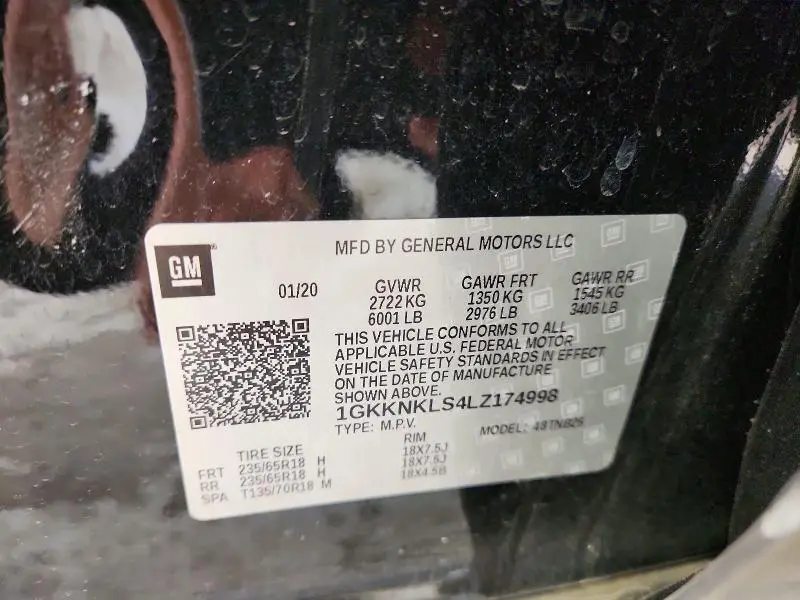 GM
MFD BY GENERAL MOTORS LLC
01/20 GVWR GAWR FRT GAWR RR
2722 KG 1350 KG 1545 KG
6001 LB 2976 LB 3406 LB
THIS VEHICLE CONFORMS TO ALL
APPLICABLE U.S. FEDERAL MOTOR
VEHICLE SAFETY STANDARDS IN EFFECT
ON THE DATE OF MANUFACTURE
SHOWN ABOVE.
1GKKNKLS4LZ174998
TYPE: M.P.V. MODEL: 4STNB26
TIRE SIZE RIM
FRT 235/65R18 H 18X7.5J
RR 235/65R18 H 18X7.5J
SPA T135/70R18 M 18X4.5B